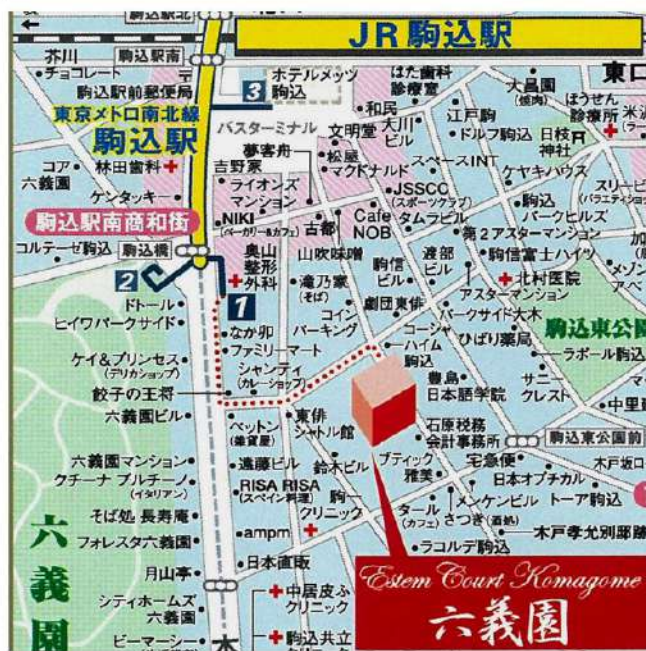 駒込駅北
JR駒込駅
芥川
チョコレート
駒込駅南
駒込駅前郵便局
3
ホテルメッツ
駒込
はた歯科
診療室
大昌園
(焼肉)
東口
ほうせん
診療所
東京メトロ南北線
駒込駅
バスターミナル
和民
文明堂
大川
ビル
江戸駒
ドルフ駒込
日枝
神社
夢客舟
松屋
マクドナルド
スペースINT
ケヤキハウス
コア
六義園
林田歯科
吉野家
ライオンズ
マンション
ケンタッキー
JSSCC
(スポーツクラブ)
タムラビル
駒込
パークヒルズ
駒込駅南商和街
NIKI
(ベーカリー&カフェ)
古都
Cafe
NOB
第2アスターマンション
コルテーゼ駒込
駒込橋
奥山
整形
外科
山吹味噌
渡部
ビル
駒信富士ハイツ
2
1
滝乃家
(そば)
駒信
ビル
北村医院
アスターマンション
ドトール
ヒイワパークサイド
コイン
パーキング
劇団東俳
パークサイド大木
駒込東公園
なか卯
ファミリーマート
コーシャ
ハイム
駒込
ひばり薬局
ラポール駒込
ケイ&プリンセス
(デリカショップ)
シャンティ
(カレーショップ)
餃子の王将
豊島
日本語学院
サニー
クレスト
六義園ビル
ペットン
(雑貨屋)
東俳
シャトル館
石原税務
会計事務所
駒込東公園前
六義園マンション
遠藤ビル
鈴木ビル
ブティック
雅美
宅急便
木戸坂口
クチーナ プルチーノ
(イタリアン)
RISA RISA
(スペイン料理)
駒
クリニック
日本オプチカル
メンケンビル
トーア駒込
そば処 長寿庵
タール
(カフェ)
さつき(酒処)
フォレスタ六義園
ampm
木戸孝允別邸跡
ラコルデ駒込
月山亭
日本直販
六義園
シティホームズ
六義園
中居皮ふ
クリニック
Estem Court Komagome
六義園
ビーマーシー
駒込共立